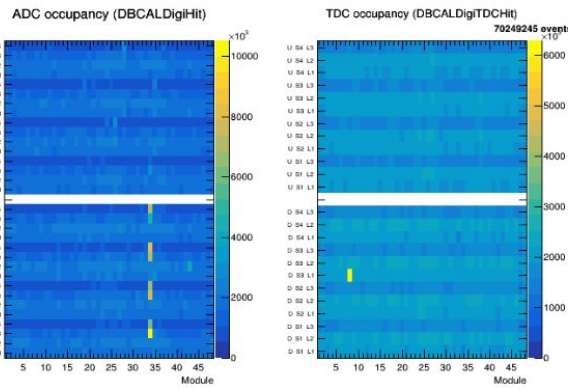 ADC occupancy (DBCALDigiHit)
×10³
10000
8000
6000
4000
2000
0
5 10 15 20 25 30 35 40 45
Module
TDC occupancy (DBCALDigiTDCHit)
70249245 events
6000
5000
4000
3000
2000
1000
0
U S4 L3
U S4 L2
U S4 L1
U S3 L3
U S3 L2
U S3 L1
U S2 L3
U S2 L2
U S2 L1
U S1 L3
U S1 L2
U S1 L1
D S4 L3
D S4 L2
D S4 L1
D S3 L3
D S3 L2
D S3 L1
D S2 L3
D S2 L2
D S2 L1
D S1 L3
D S1 L2
D S1 L1
5 10 15 20 25 30 35 40 45
Module